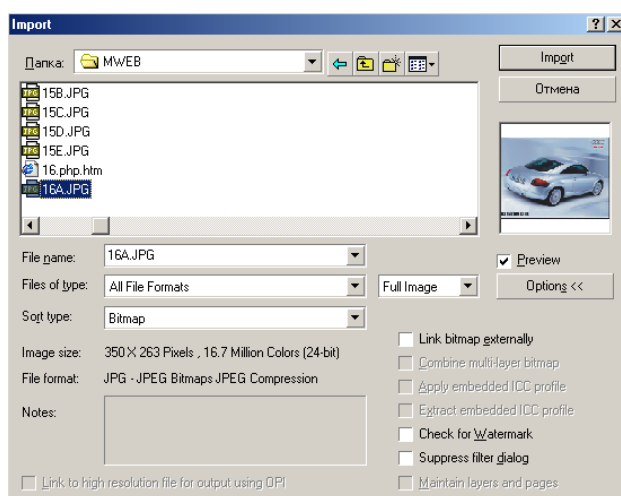 Import
Папка: MWEB
Import
Отмена
15B.JPG
15C.JPG
15D.JPG
15E.JPG
16.php.htm
16A.JPG
File name: 16A.JPG
Preview
Files of type: All File Formats Full Image Options <<
Sort type: Bitmap
Link bitmap externally
Image size: 350 X 263 Pixels , 16.7 Million Colors (24-bit)
Combine multi-layer bitmap
File format: JPG - JPEG Bitmaps JPEG Compression
Apply embedded ICC profile
Notes:
Extract embedded ICC profile
Check for Watermark
Suppress filter dialog
Link to high resolution file for output using OPI
Maintain layers and pages